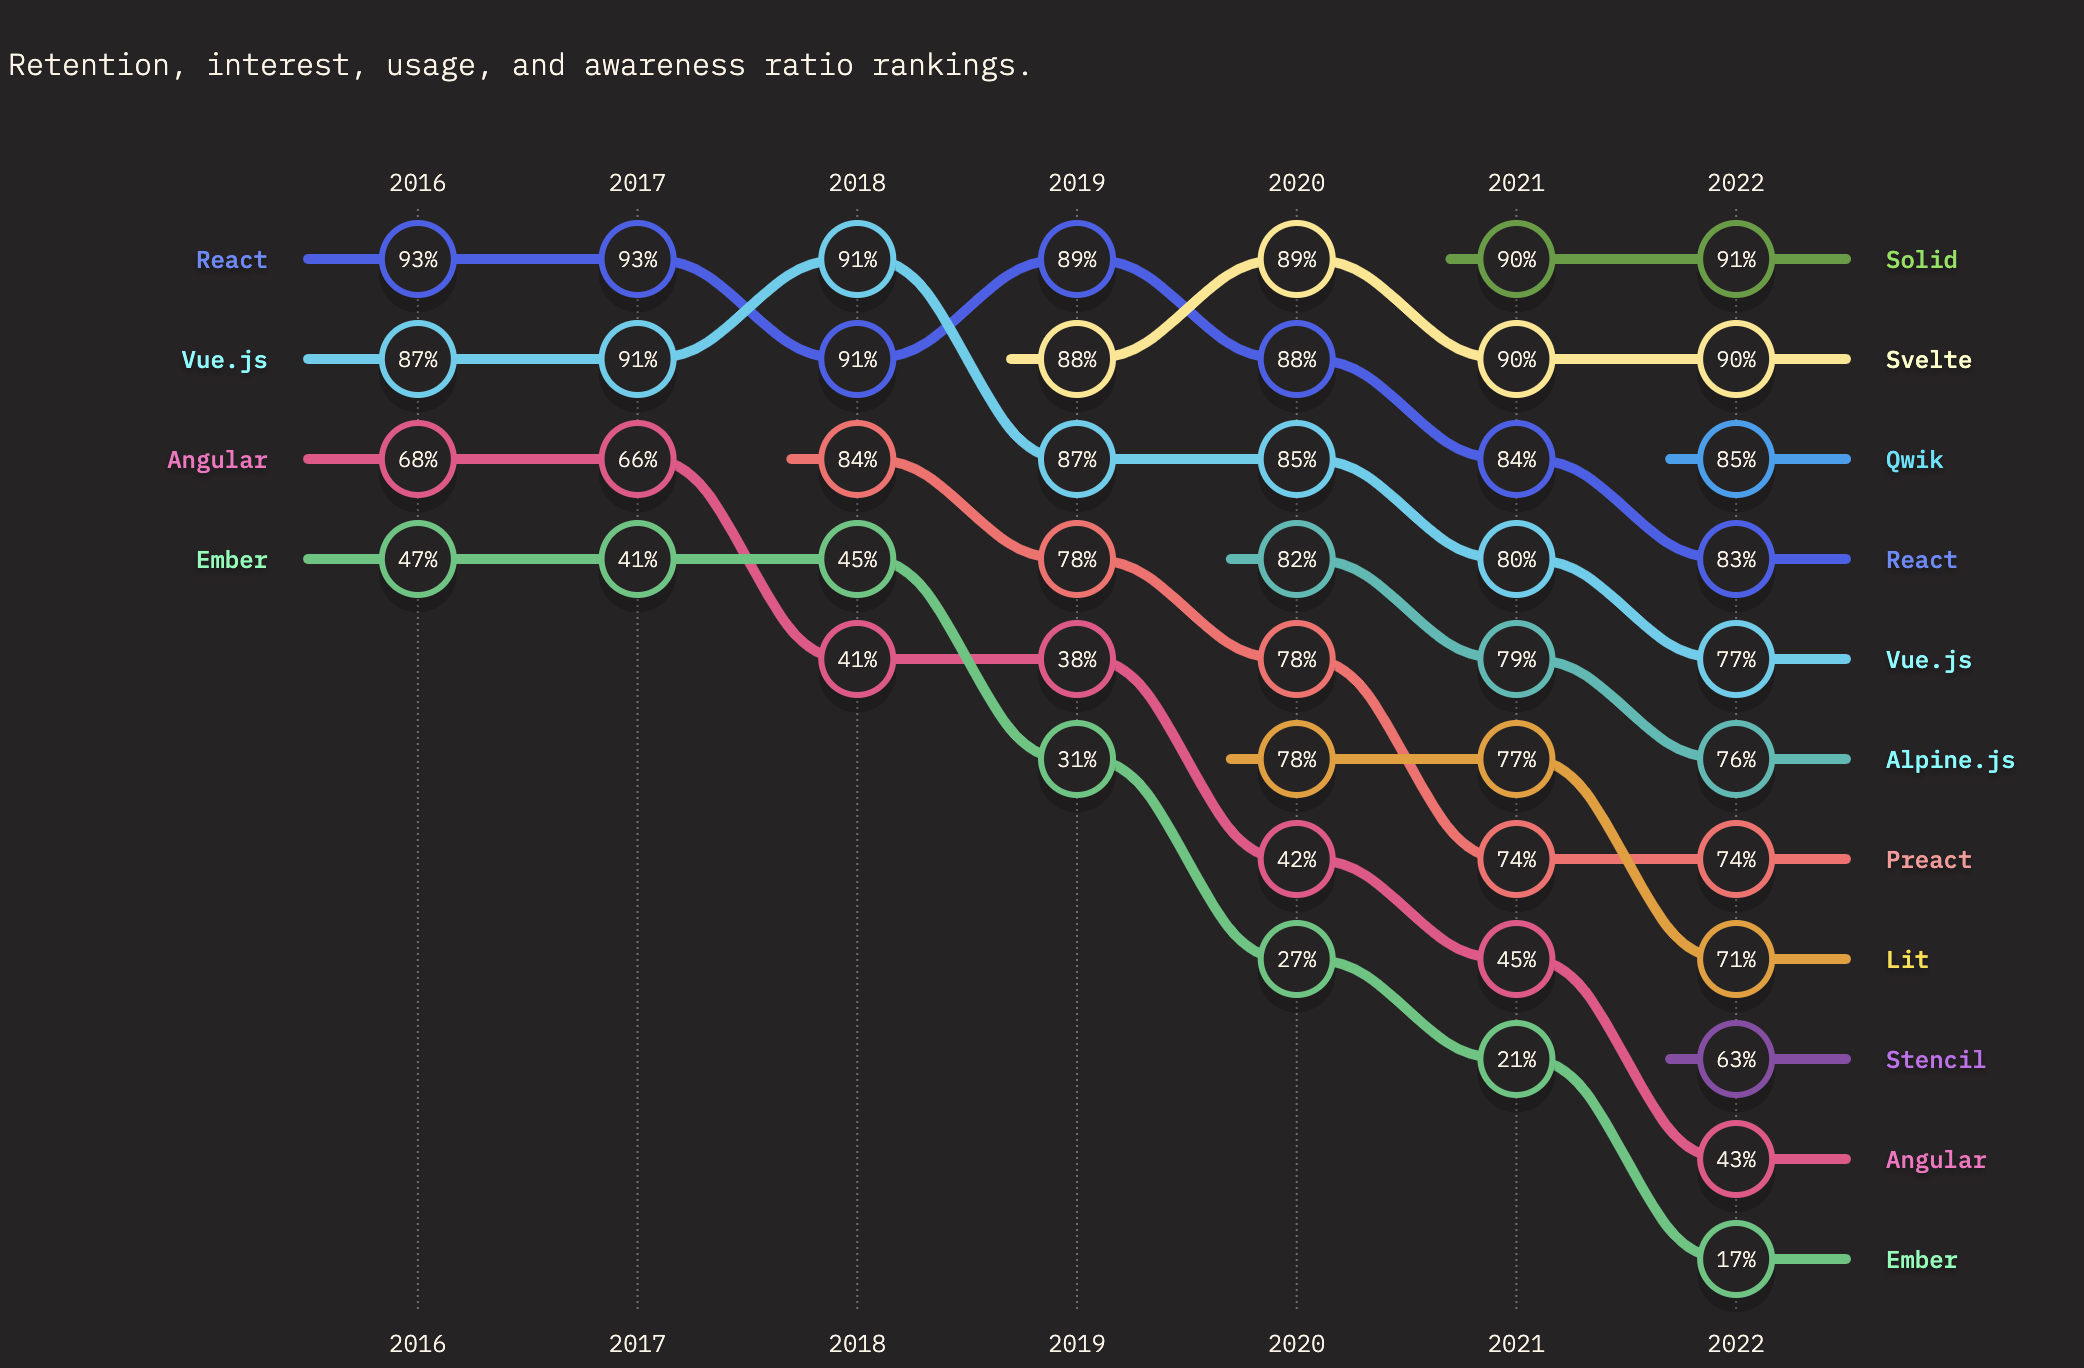 Retention, interest, usage, and awareness ratio rankings.
2016 2017 2018 2019 2020 2021 2022
React 93% 93% 91% 89% 89% 90% 91% Solid
Vue.js 87% 91% 91% 88% 88% 90% 90% Svelte
Angular 68% 66% 84% 87% 85% 84% 85% Qwik
Ember 47% 41% 45% 78% 82% 80% 83% React
41% 38% 78% 79% 77% Vue.js
31% 78% 77% 76% Alpine.js
42% 74% 74% Preact
27% 45% 71% Lit
21% 63% Stencil
43% Angular
17% Ember
2016 2017 2018 2019 2020 2021 2022